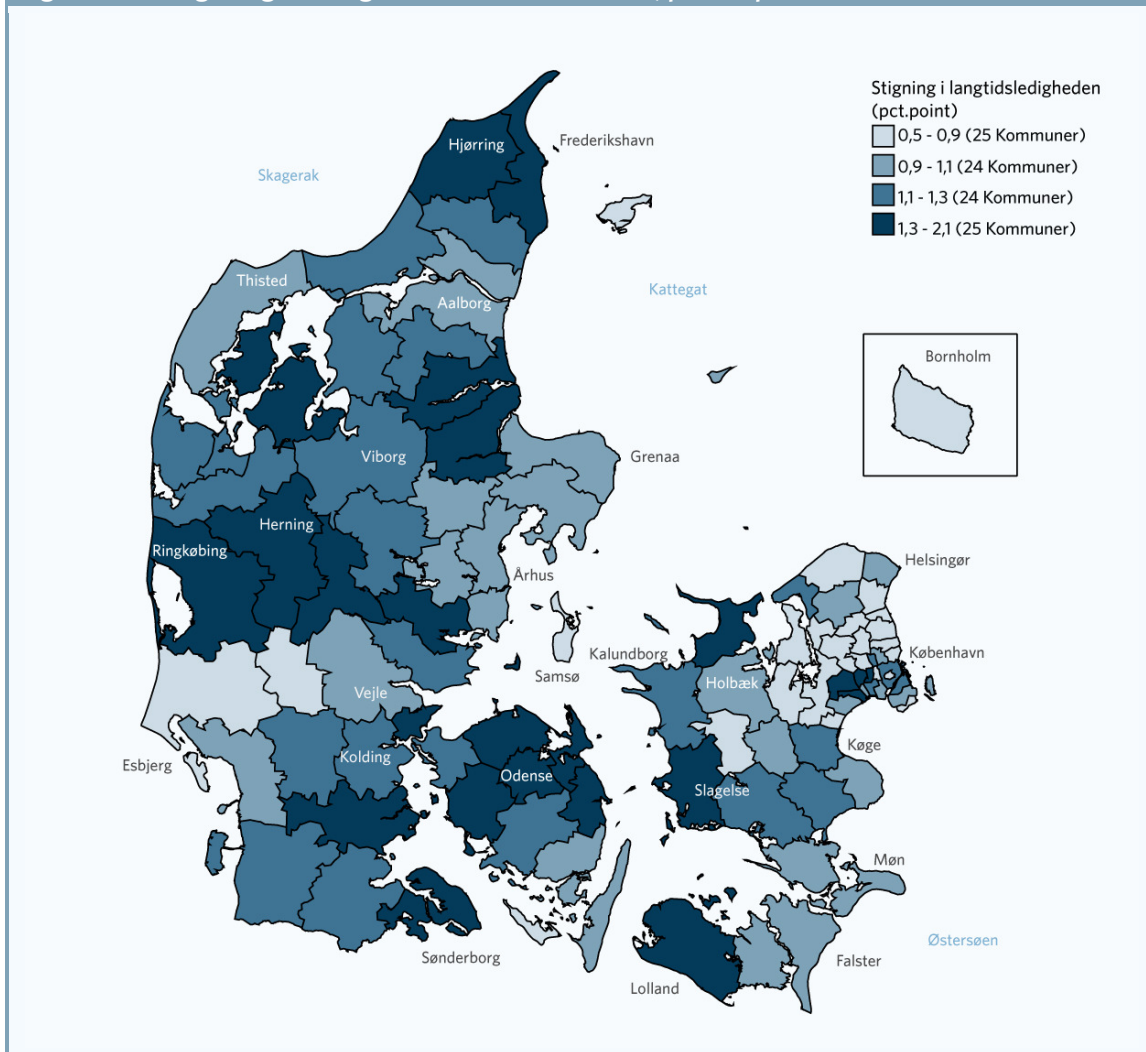 Stigning i langtidsledigheden
(pct.point)
0,5 - 0,9 (25 Kommuner)
0,9 - 1,1 (24 Kommuner)
1,1 - 1,3 (24 Kommuner)
1,3 - 2,1 (25 Kommuner)
Hjørring
Frederikshavn
Skagerak
Thisted
Kattegat
Aalborg
Bornholm
Viborg
Grenaa
Herning
Ringkøbing
Helsingør
Århus
København
Kalundborg
Samsø
Holbæk
Vejle
Køge
Kolding
Esbjerg
Odense
Slagelse
Møn
Østersøen
Sønderborg
Falster
Lolland